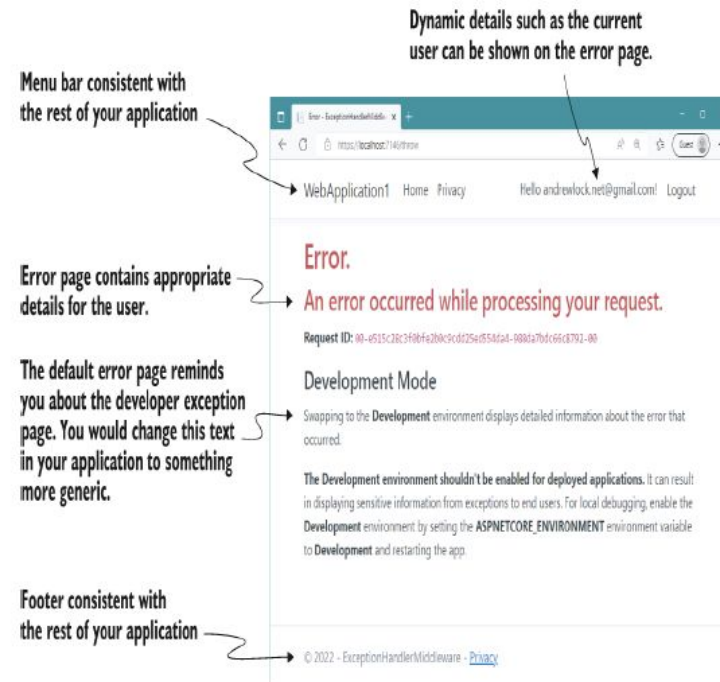 Dynamic details such as the current
user can be shown on the error page.
Menu bar consistent with
the rest of your application
Error - ExceptionHandlerMiddle
https://localhost:7146/throw
Guest
WebApplication1 Home Privacy
Hello andrewlock.net@gmail.com! Logout
Error.
Error page contains appropriate
details for the user.
An error occurred while processing your request.
Request ID:
The default error page reminds
you about the developer exception
page. You would change this text
in your application to something
more generic.
Development Mode
Swapping to the Development environment displays detailed information about the error that
occurred.
The Development environment shouldn't be enabled for deployed applications. It can result
in displaying sensitive information from exceptions to end users. For local debugging, enable the
Development environment by setting the ASPNETCORE_ENVIRONMENT environment variable
to Development and restarting the app.
Footer consistent with
the rest of your application
© 2022 - ExceptionHandlerMiddleware - Privacy